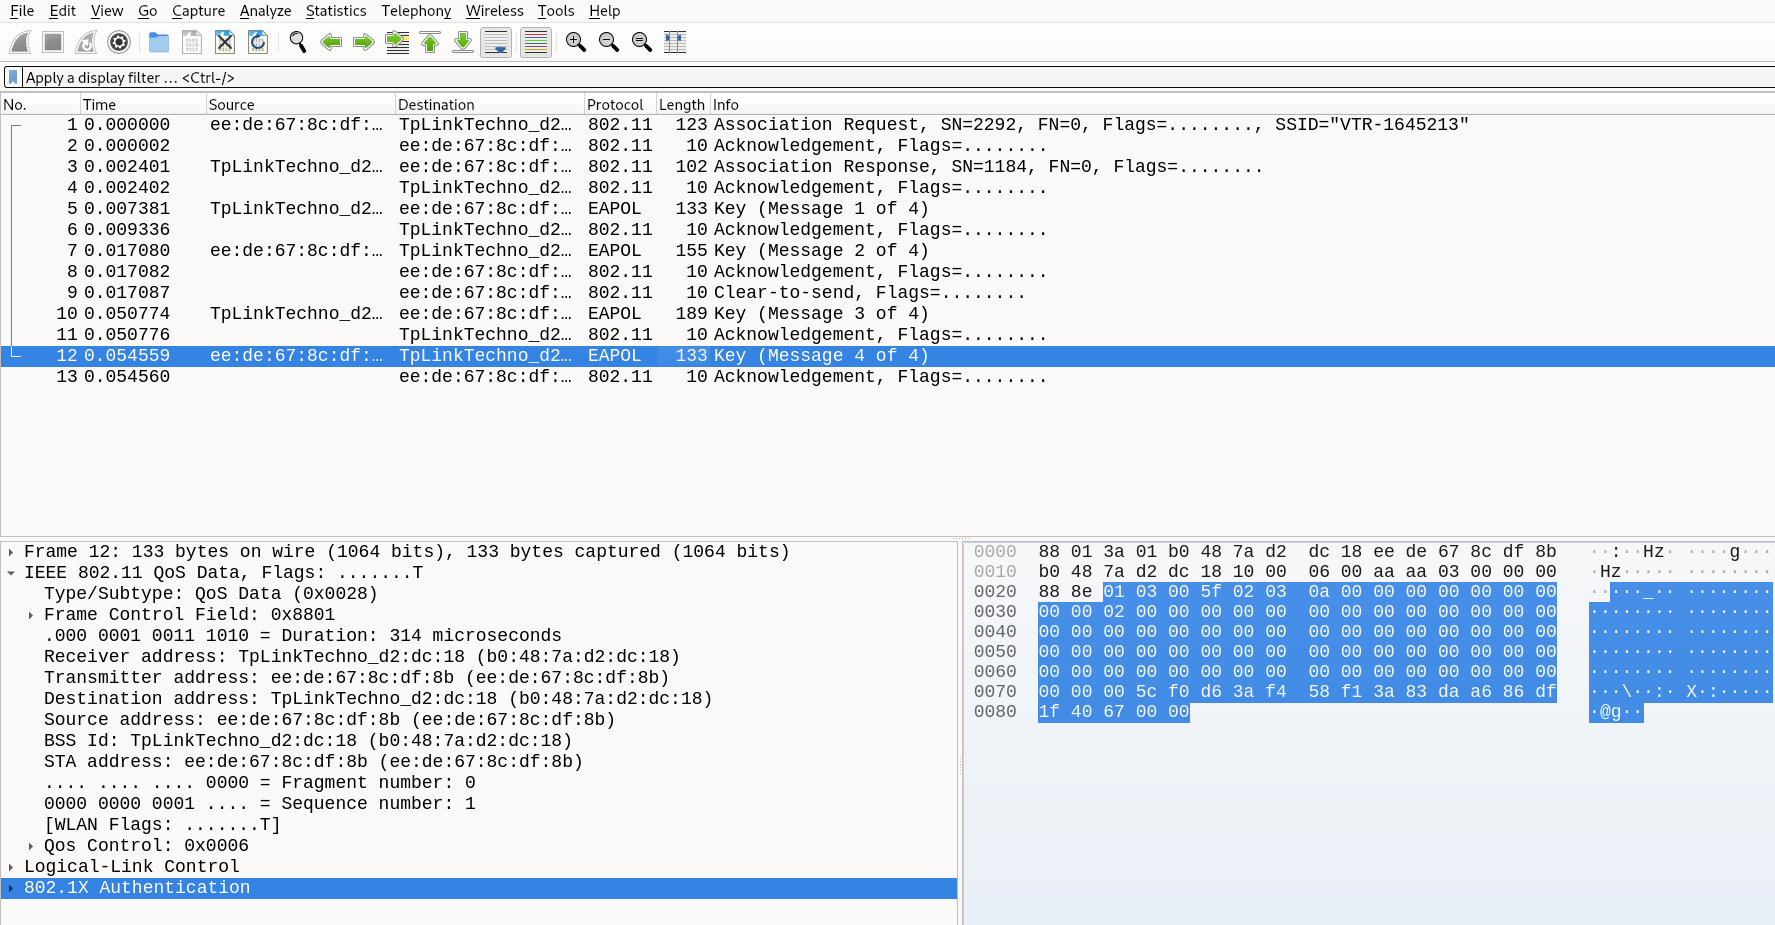 File Edit View Go Capture Analyze Statistics Telephony Wireless Tools Help
Apply a display filter … <Ctrl-/>
No. Time Source Destination Protocol Length Info
1 0.000000 ee:de:67:8c:df:… TpLinkTechno_d2… 802.11 123 Association Request, SN=2292, FN=0, Flags=........, SSID="VTR-1645213"
2 0.000002 ee:de:67:8c:df:… 802.11 10 Acknowledgement, Flags=........
3 0.002401 TpLinkTechno_d2… ee:de:67:8c:df:… 802.11 102 Association Response, SN=1184, FN=0, Flags=........
4 0.002402 TpLinkTechno_d2… 802.11 10 Acknowledgement, Flags=........
5 0.007381 TpLinkTechno_d2… ee:de:67:8c:df:… EAPOL 133 Key (Message 1 of 4)
6 0.009336 TpLinkTechno_d2… 802.11 10 Acknowledgement, Flags=........
7 0.017080 ee:de:67:8c:df:… TpLinkTechno_d2… EAPOL 155 Key (Message 2 of 4)
8 0.017082 ee:de:67:8c:df:… 802.11 10 Acknowledgement, Flags=........
9 0.017087 ee:de:67:8c:df:… 802.11 10 Clear-to-send, Flags=........
10 0.050774 TpLinkTechno_d2… ee:de:67:8c:df:… EAPOL 189 Key (Message 3 of 4)
11 0.050776 TpLinkTechno_d2… 802.11 10 Acknowledgement, Flags=........
12 0.054559 ee:de:67:8c:df:… TpLinkTechno_d2… EAPOL 133 Key (Message 4 of 4)
13 0.054560 ee:de:67:8c:df:… 802.11 10 Acknowledgement, Flags=........
Frame 12: 133 bytes on wire (1064 bits), 133 bytes captured (1064 bits)
IEEE 802.11 QoS Data, Flags: .......T
Type/Subtype: QoS Data (0x0028)
Frame Control Field: 0x8801
.000 0001 0011 1010 = Duration: 314 microseconds
Receiver address: TpLinkTechno_d2:dc:18 (b0:48:7a:d2:dc:18)
Transmitter address: ee:de:67:8c:df:8b (ee:de:67:8c:df:8b)
Destination address: TpLinkTechno_d2:dc:18 (b0:48:7a:d2:dc:18)
Source address: ee:de:67:8c:df:8b (ee:de:67:8c:df:8b)
BSS Id: TpLinkTechno_d2:dc:18 (b0:48:7a:d2:dc:18)
STA address: ee:de:67:8c:df:8b (ee:de:67:8c:df:8b)
.... .... .... 0000 = Fragment number: 0
0000 0000 0001 .... = Sequence number: 1
[WLAN Flags: .......T]
Qos Control: 0x0006
Logical-Link Control
802.1X Authentication
0000 88 01 3a 01 b0 48 7a d2 dc 18 ee de 67 8c df 8b ··:··Hz· ····g···
0010 b0 48 7a d2 dc 18 10 00 06 00 aa aa 03 00 00 00 ·Hz····· ········
0020 88 8e 01 03 00 5f 02 03 0a 00 00 00 00 00 00 00 ·····_·· ········
0030 00 00 02 00 00 00 00 00 00 00 00 00 00 00 00 00 ········ ········
0040 00 00 00 00 00 00 00 00 00 00 00 00 00 00 00 00 ········ ········
0050 00 00 00 00 00 00 00 00 00 00 00 00 00 00 00 00 ········ ········
0060 00 00 00 00 00 00 00 00 00 00 00 00 00 00 00 00 ········ ········
0070 00 00 00 5c f0 d6 3a f4 58 f1 3a 83 da a6 86 df ···\··:· X·:·····
0080 1f 40 67 00 00 ·@g··